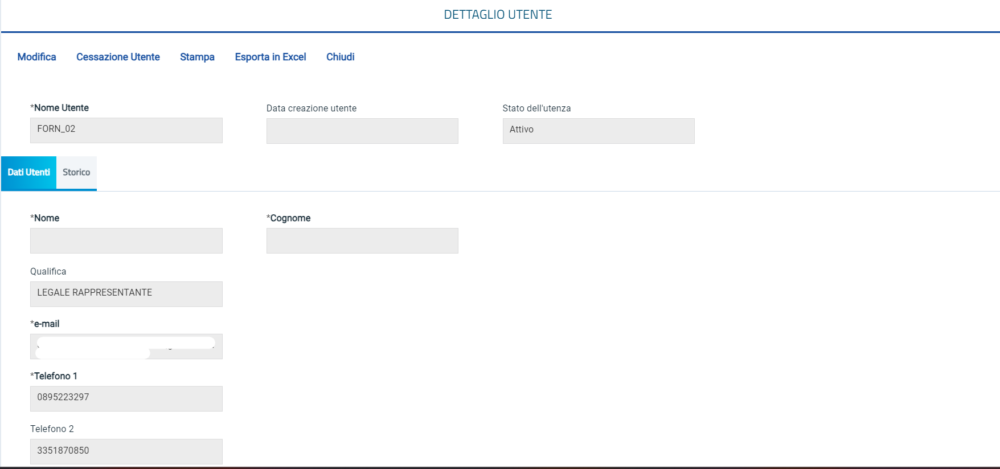 DETTAGLIO UTENTE
Modifica Cessazione Utente Stampa Esporta in Excel Chiudi
*Nome Utente Data creazione utente Stato dell'utenza
FORN_02 Attivo
Dati Utenti Storico
*Nome *Cognome
Qualifica
LEGALE RAPPRESENTANTE
*e-mail
*Telefono 1
0895223297
Telefono 2
3351870850